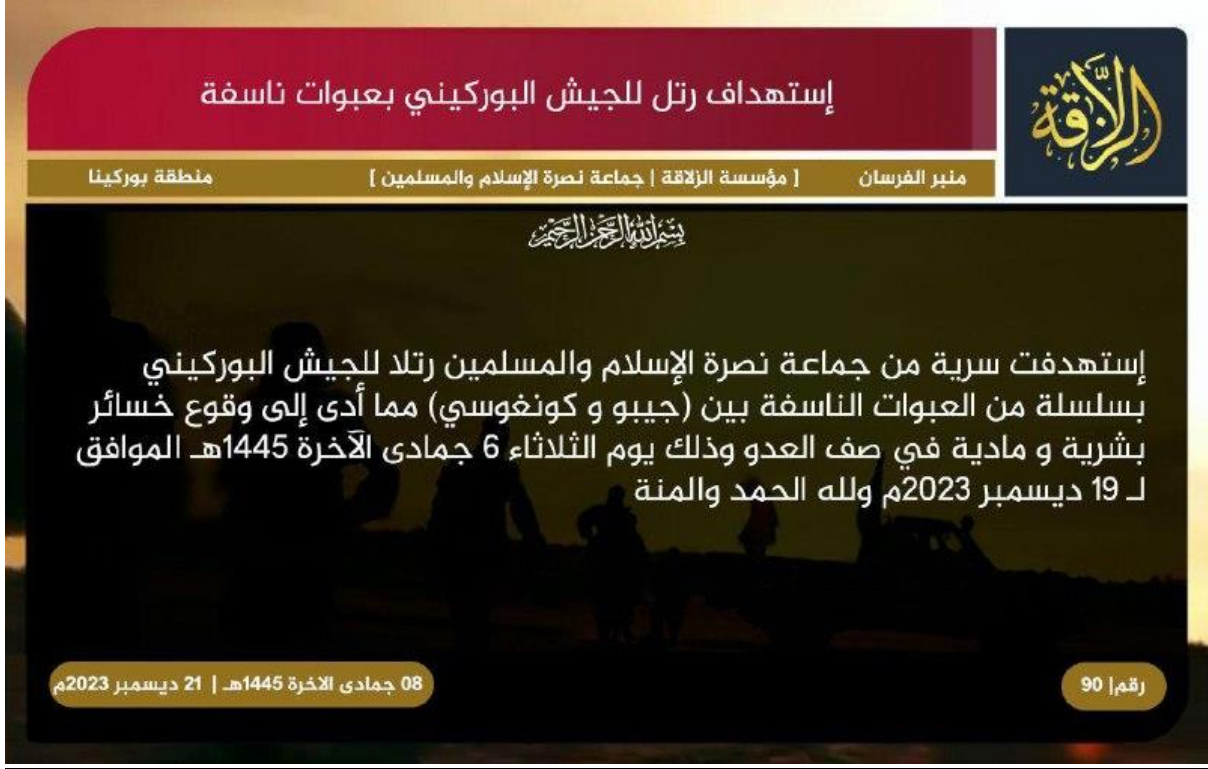 الزلاقة
إستهداف رتل للجيش البوركيني بعبوات ناسفة
منبر الفرسان [ مؤسسة الزلاقة | جماعة نصرة الإسلام والمسلمين ] منطقة بوركينا
بسم الله الرحمن الرحيم
إستهدفت سرية من جماعة نصرة الإسلام والمسلمين رتلا للجيش البوركيني
بسلسلة من العبوات الناسفة بين (جيبو و كونغوسي) مما أدى إلى وقوع خسائر
بشرية و مادية في صف العدو وذلك يوم الثلاثاء 6 جمادى الآخرة 1445هـ الموافق
لـ 19 ديسمبر 2023م ولله الحمد والمنة
رقم| 90
08 جمادى الاخرة 1445هـ | 21 ديسمبر 2023م